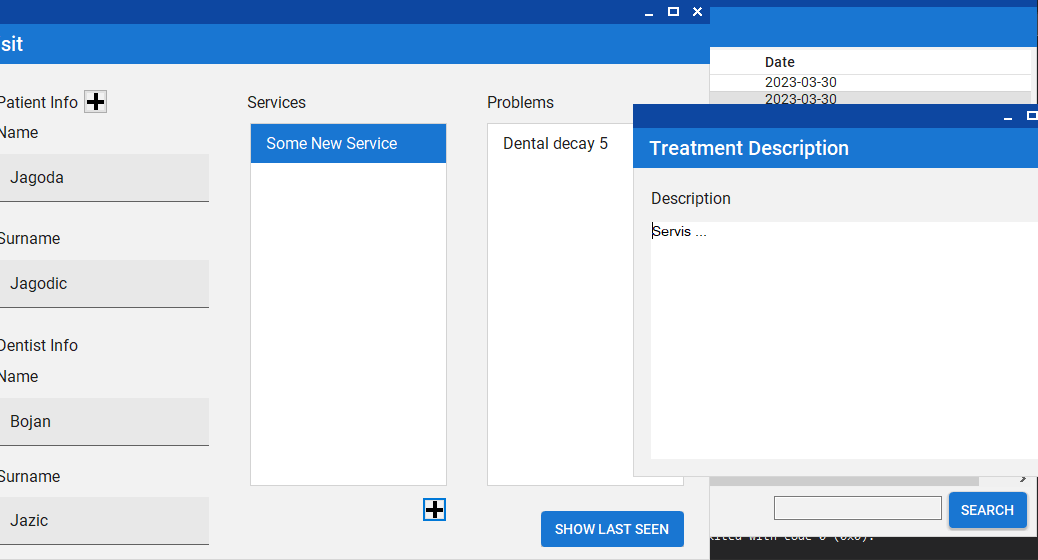 sit
Patient Info
Name
Jagoda
Surname
Jagodic
Dentist Info
Name
Bojan
Surname
Jazic
Services
Some New Service
Problems
Dental decay 5
SHOW LAST SEEN
Date
2023-03-30
2023-03-30
Treatment Description
Description
Servis ...
SEARCH
with code 0 (0x0).